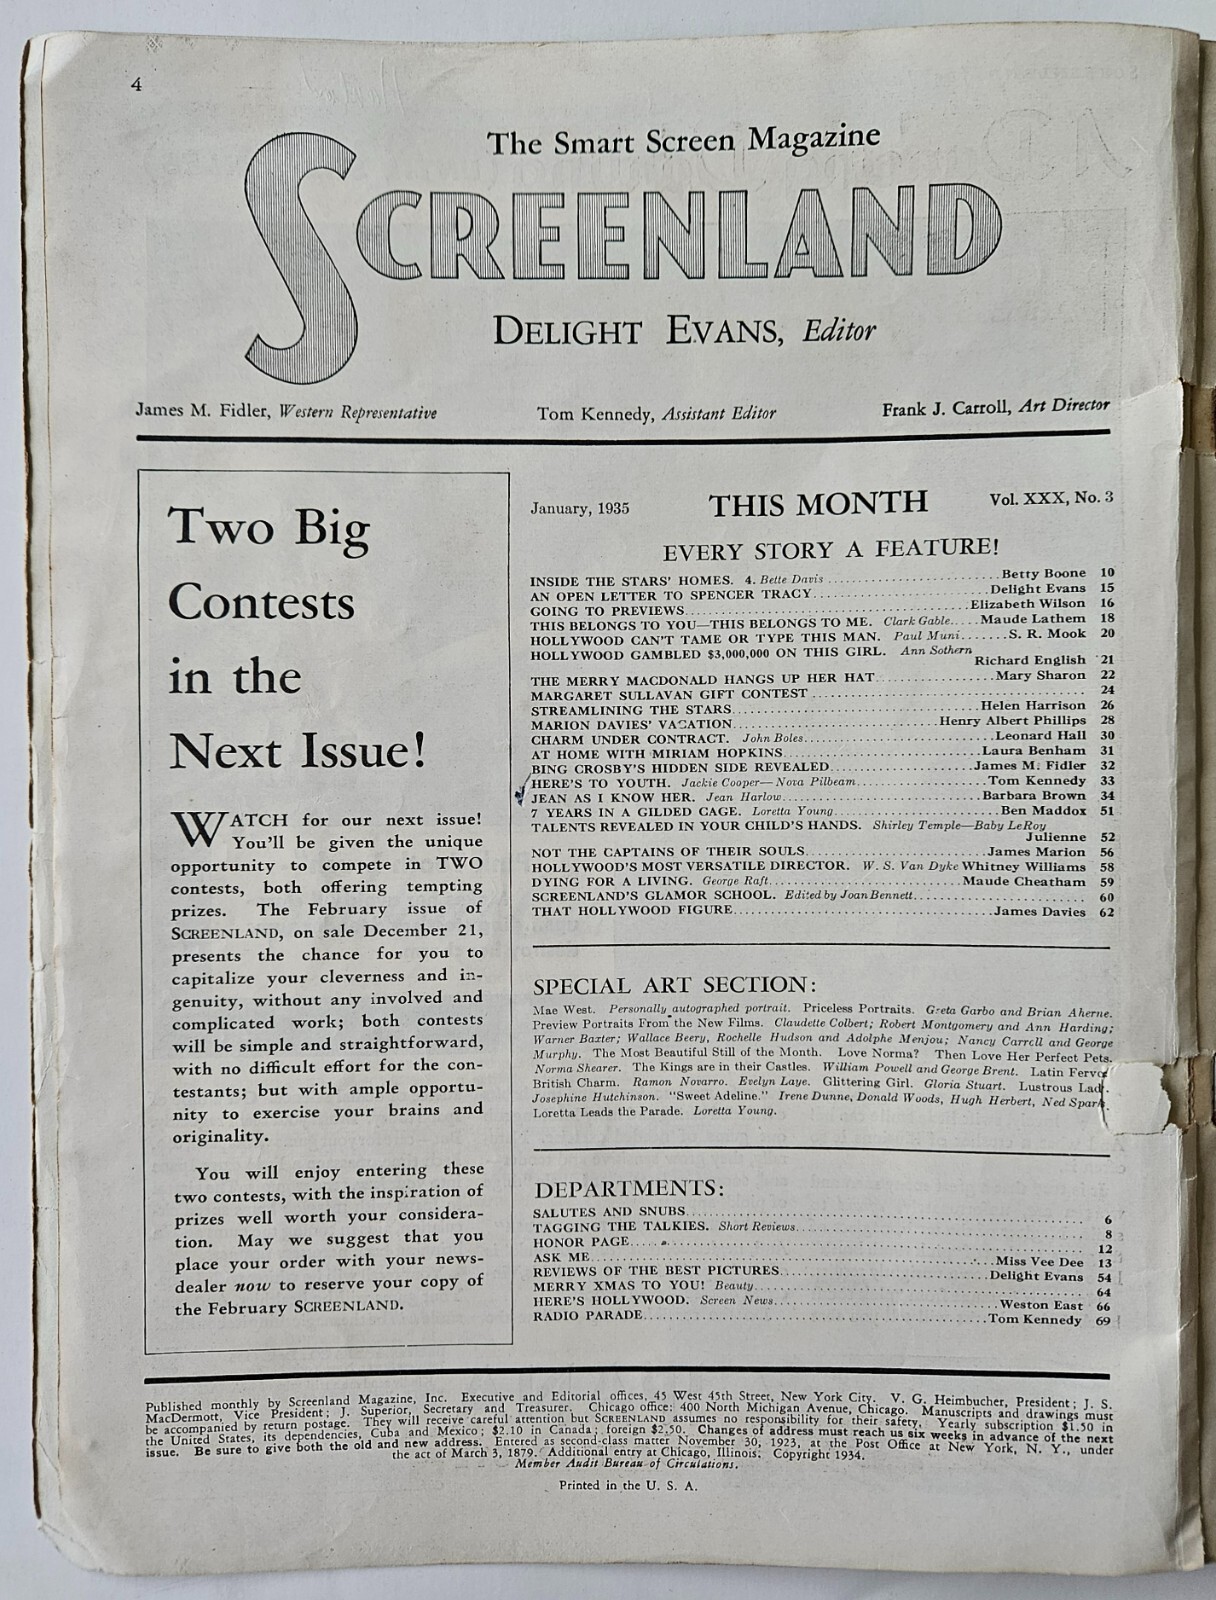 4
The Smart Screen Magazine
SCREENLAND
DELIGHT EVANS, Editor
James M. Fidler, Western Representative
Tom Kennedy, Assistant Editor
Frank J. Carroll, Art Director
Two Big
Contests
in the
Next Issue!
WATCH for our next issue!
You'll be given the unique
opportunity to compete in TWO
contests, both offering tempting
prizes. The February issue of
SCREENLAND, on sale December 21,
presents the chance for you to
capitalize your cleverness and in-
genuity, without any involved and
complicated work; both contests
will be simple and straightforward,
with no difficult effort for the con-
testants; but with ample opportu-
nity to exercise your brains and
originality.
You will enjoy entering these
two contests, with the inspiration of
prizes well worth your considera-
tion. May we suggest that you
place your order with your news-
dealer now to reserve your copy of
the February SCREENLAND.
January, 1935 THIS MONTH Vol. XXX, No. 3
EVERY STORY A FEATURE!
INSIDE THE STARS' HOMES. 4. Bette Davis ........ Betty Boone 10
AN OPEN LETTER TO SPENCER TRACY........ Delight Evans 15
GOING TO PREVIEWS........ Elizabeth Wilson 16
THIS BELONGS TO YOU—THIS BELONGS TO ME. Clark Gable..... Maude Lathem 18
HOLLYWOOD CAN'T TAME OR TYPE THIS MAN. Paul Muni....... S. R. Mook 20
HOLLYWOOD GAMBLED $3,000,000 ON THIS GIRL. Ann Sothern
Richard English 21
THE MERRY MACDONALD HANGS UP HER HAT........ Mary Sharon 22
MARGARET SULLAVAN GIFT CONTEST ........ 24
STREAMLINING THE STARS........ Helen Harrison 26
MARION DAVIES' VACATION........ Henry Albert Phillips 28
CHARM UNDER CONTRACT. John Boles........ Leonard Hall 30
AT HOME WITH MIRIAM HOPKINS........ Laura Benham 31
BING CROSBY'S HIDDEN SIDE REVEALED........ James M. Fidler 32
HERE'S TO YOUTH. Jackie Cooper—Nova Pilbeam........ Tom Kennedy 33
JEAN AS I KNOW HER. Jean Harlow........ Barbara Brown 34
7 YEARS IN A GILDED CAGE. Loretta Young........ Ben Maddox 51
TALENTS REVEALED IN YOUR CHILD'S HANDS. Shirley Temple—Baby LeRoy
Julienne 52
NOT THE CAPTAINS OF THEIR SOULS........ James Marion 56
HOLLYWOOD'S MOST VERSATILE DIRECTOR. W. S. Van Dyke Whitney Williams 58
DYING FOR A LIVING. George Raft........ Maude Cheatham 59
SCREENLAND'S GLAMOR SCHOOL. Edited by Joan Bennett........ 60
THAT HOLLYWOOD FIGURE........ James Davies 62
SPECIAL ART SECTION:
Mae West. Personally autographed portrait. Priceless Portraits. Greta Garbo and Brian Aherne.
Preview Portraits From the New Films. Claudette Colbert; Robert Montgomery and Ann Harding;
Warner Baxter; Wallace Beery, Rochelle Hudson and Adolphe Menjou; Nancy Carroll and George
Murphy. The Most Beautiful Still of the Month. Love Norma? Then Love Her Perfect Pets.
Norma Shearer. The Kings are in their Castles. William Powell and George Brent. Latin Fervor
British Charm. Ramon Novarro. Evelyn Laye. Glittering Girl. Gloria Stuart. Lustrous Lady.
Josephine Hutchinson. "Sweet Adeline." Irene Dunne, Donald Woods, Hugh Herbert, Ned Spark.
Loretta Leads the Parade. Loretta Young.
DEPARTMENTS:
SALUTES AND SNUBS........ 6
TAGGING THE TALKIES. Short Reviews........ 8
HONOR PAGE........ 12
ASK ME........ Miss Vee Dee 13
REVIEWS OF THE BEST PICTURES........ Delight Evans 54
MERRY XMAS TO YOU! Beauty........ 64
HERE'S HOLLYWOOD. Screen News........ Weston East 66
RADIO PARADE........ Tom Kennedy 69
Published monthly by Screenland Magazine, Inc. Executive and Editorial offices, 45 West 45th Street, New York City. V. G. Heimbucher, President; J. S.
MacDermott, Vice President; J. Superior, Secretary and Treasurer. Chicago office: 400 North Michigan Avenue, Chicago. Manuscripts and drawings must
be accompanied by return postage. They will receive careful attention but SCREENLAND assumes no responsibility for their safety. Yearly subscription $1.50 in
the United States, its dependencies, Cuba and Mexico; $2.10 in Canada; foreign $2.50. Changes of address must reach us six weeks in advance of the next
issue. Be sure to give both the old and new address. Entered as second-class matter November 30, 1923, at the Post Office at New York, N. Y., under
the act of March 3, 1879. Additional entry at Chicago, Illinois. Copyright 1934.
Member Audit Bureau of Circulations.
Printed in the U. S. A.